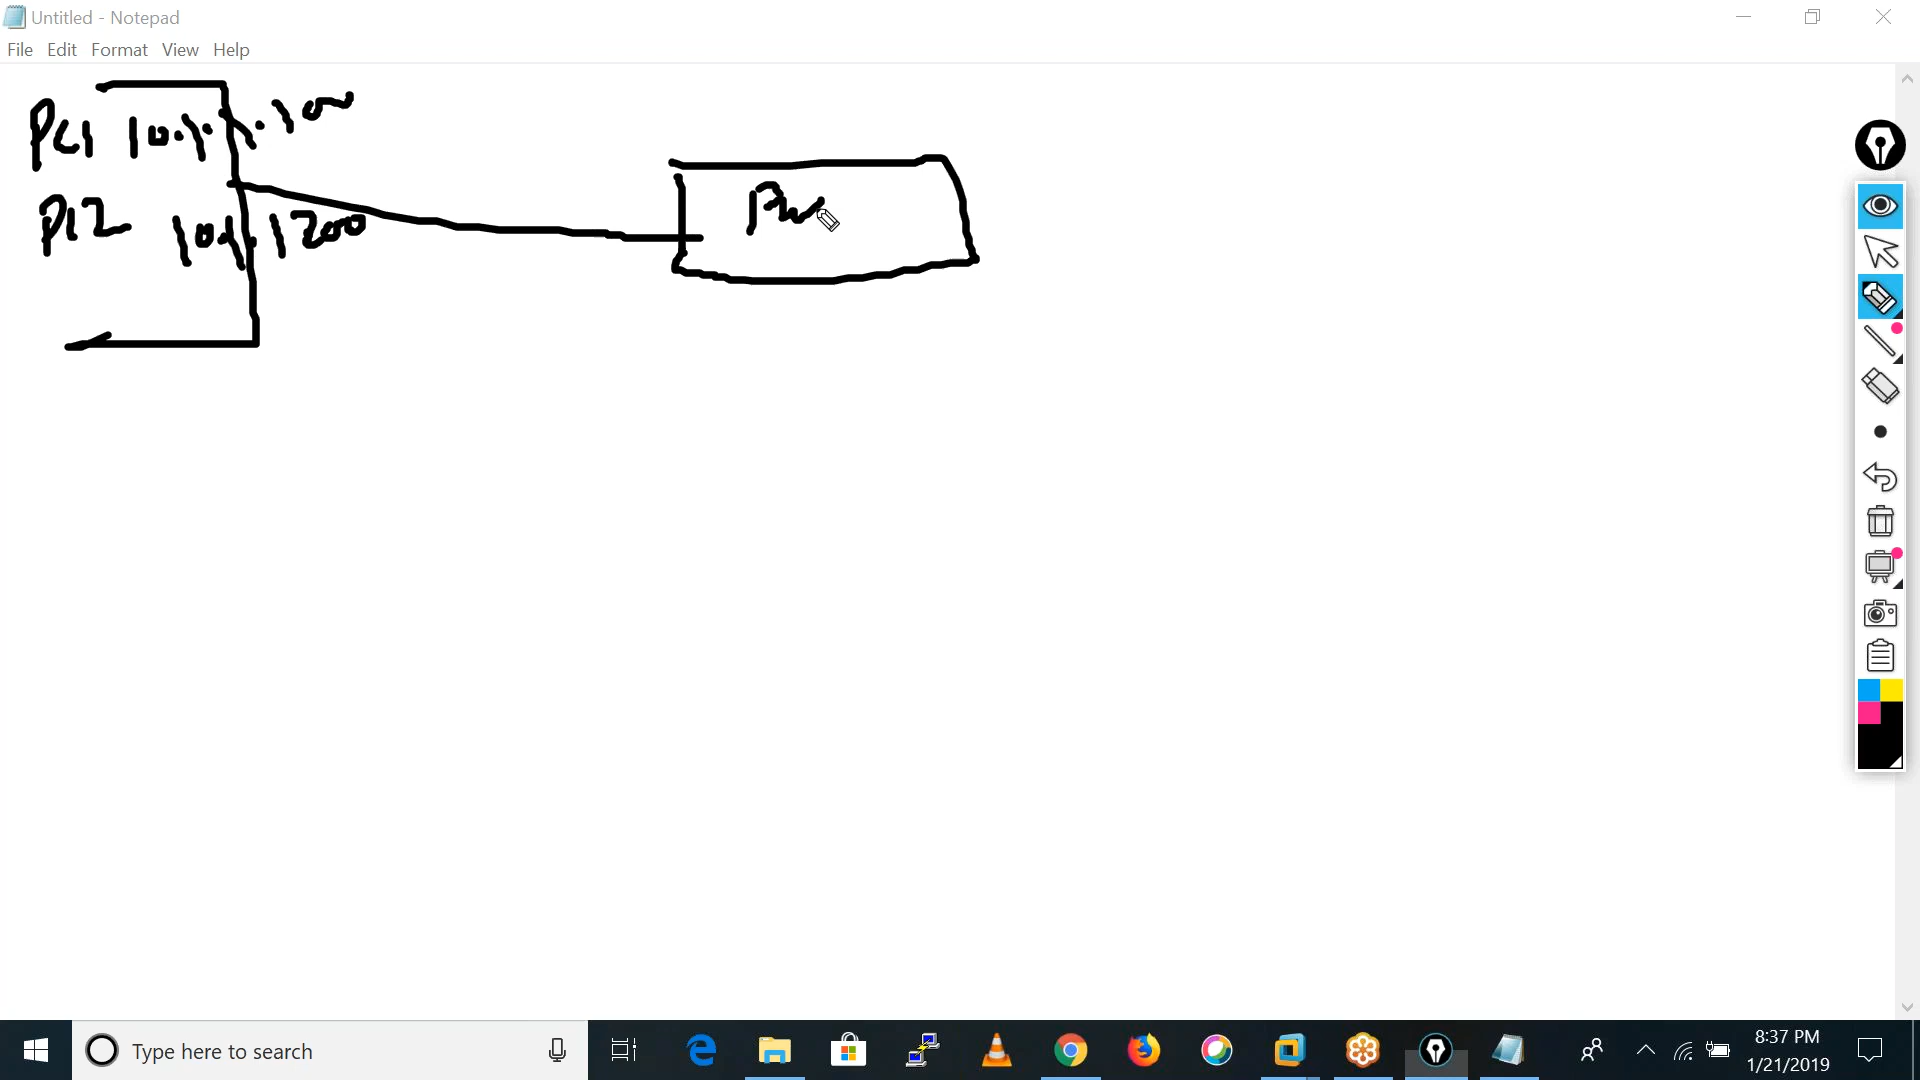 Untitled - Notepad
File Edit Format View Help
PC1 10.1.1.100
PC2 10.1.1 200
Type here to search
8:37 PM
1/21/2019